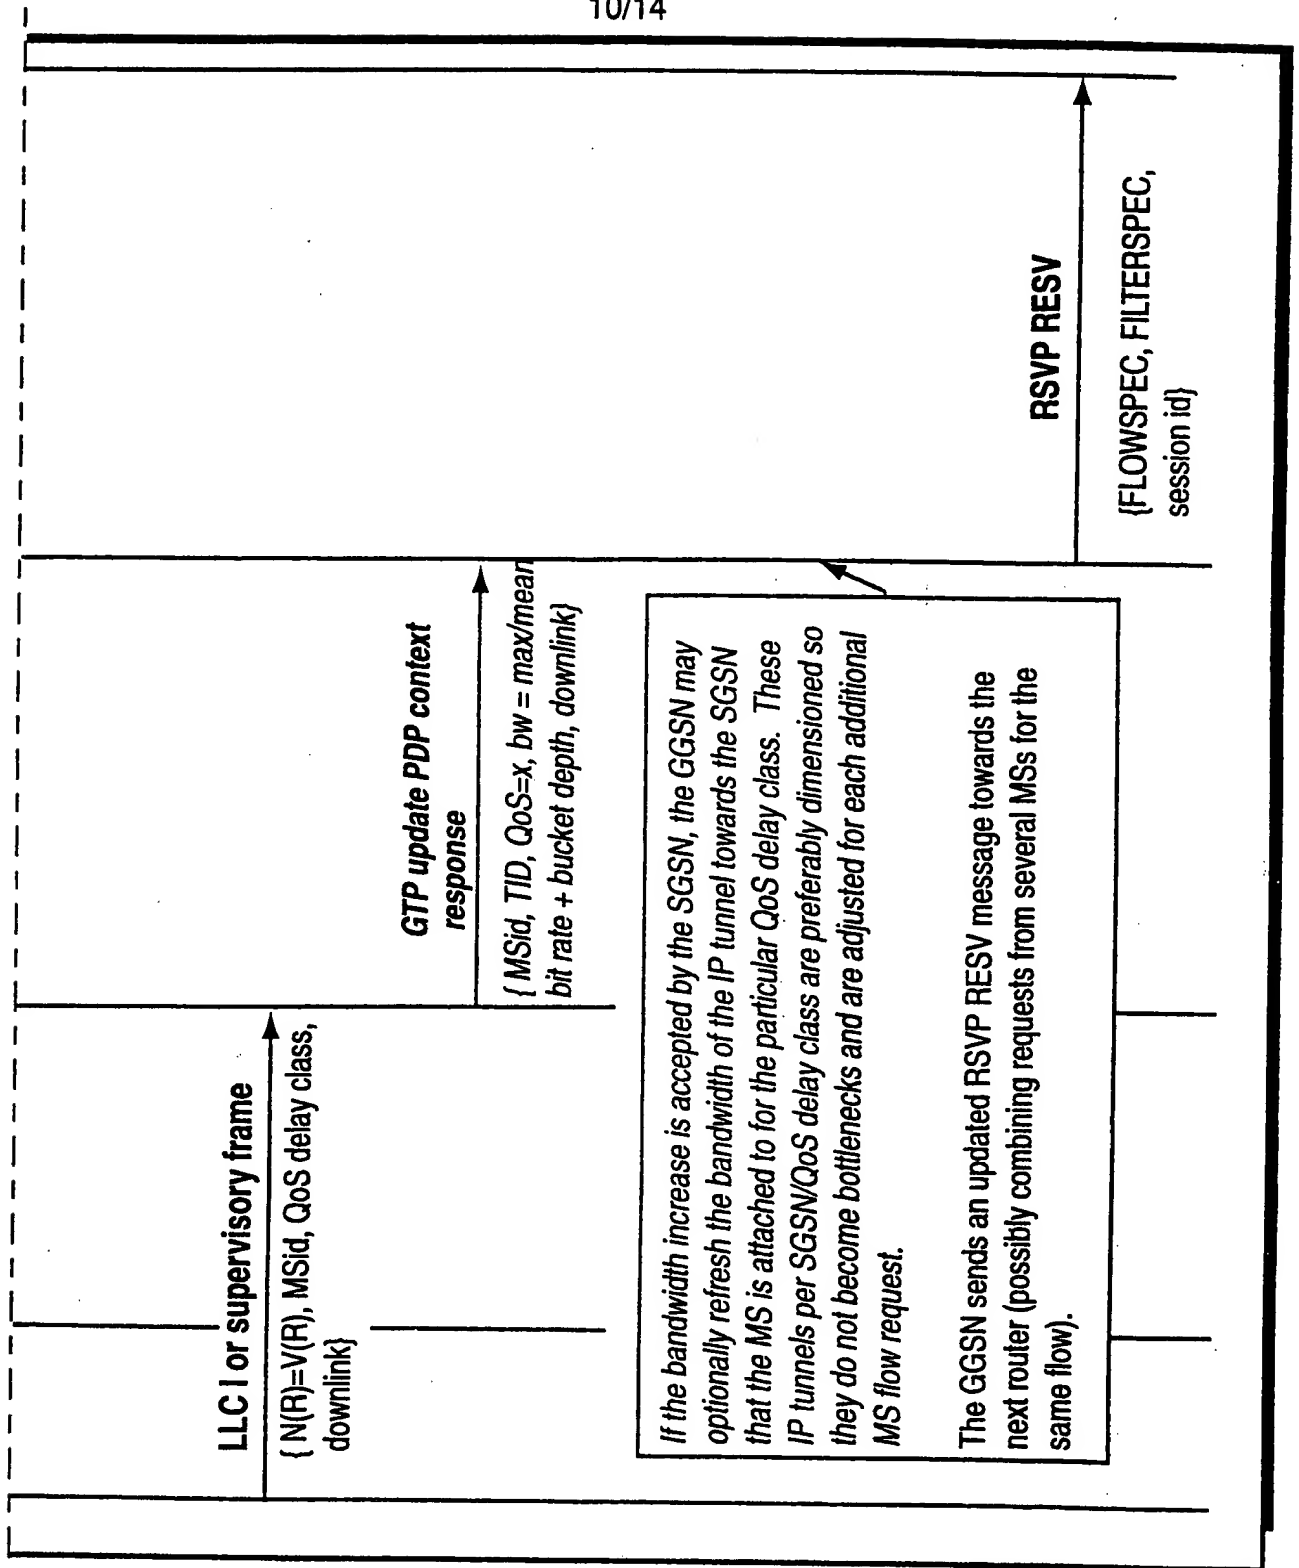 10/14
LLC I or supervisory frame
{ N(R)=V(R), MSid, QoS delay class,
downlink}
GTP update PDP context
response
{ MSid, TID, QoS=x, bw = max/mean
bit rate + bucket depth, downlink}
If the bandwidth increase is accepted by the SGSN, the GGSN may
optionally refresh the bandwidth of the IP tunnel towards the SGSN
that the MS is attached to for the particular QoS delay class. These
IP tunnels per SGSN/QoS delay class are preferably dimensioned so
they do not become bottlenecks and are adjusted for each additional
MS flow request.
The GGSN sends an updated RSVP RESV message towards the
next router (possibly combining requests from several MSs for the
same flow).
RSVP RESV
{FLOWSPEC, FILTERSPEC,
session id}